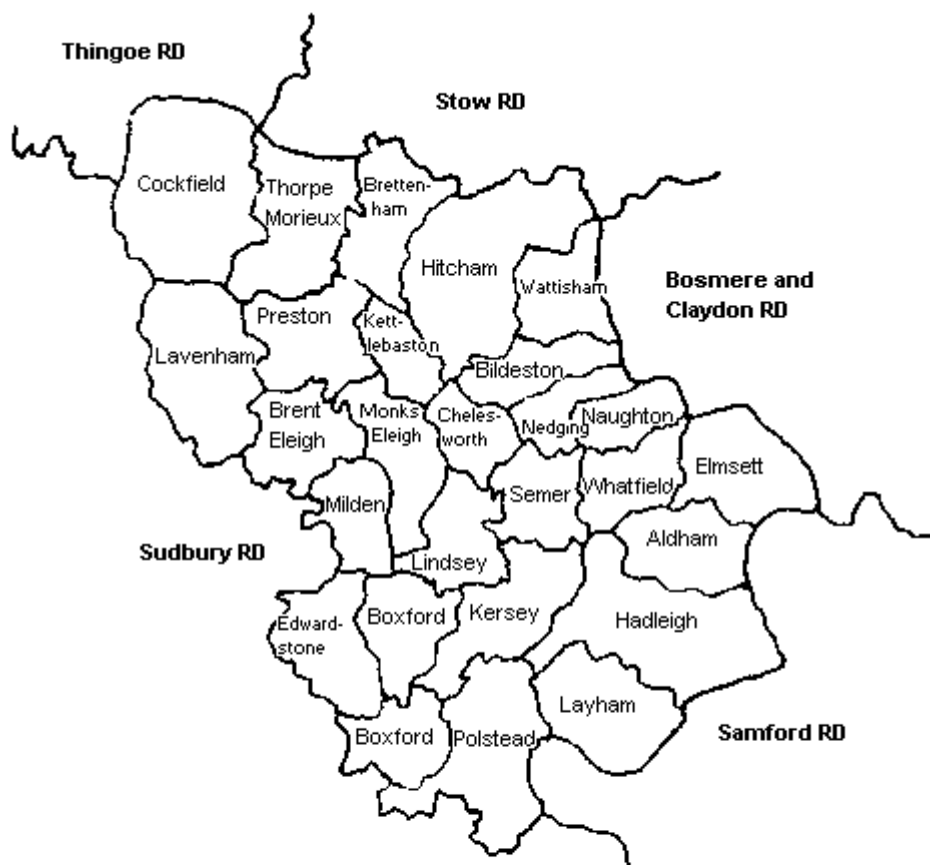 Thingoe RD
Stow RD
Cockfield
Thorpe
Morieux
Bretten-
ham
Hitcham
Wattisham
Bosmere and
Claydon RD
Preston
Kett-
lebaston
Lavenham
Bildeston
Brent
Eleigh
Monks
Eleigh
Cheles-
worth
Nedging
Naughton
Elmsett
Semer
Whatfield
Milden
Aldham
Sudbury RD
Lindsey
Edward-
stone
Boxford
Kersey
Hadleigh
Layham
Boxford
Polstead
Samford RD